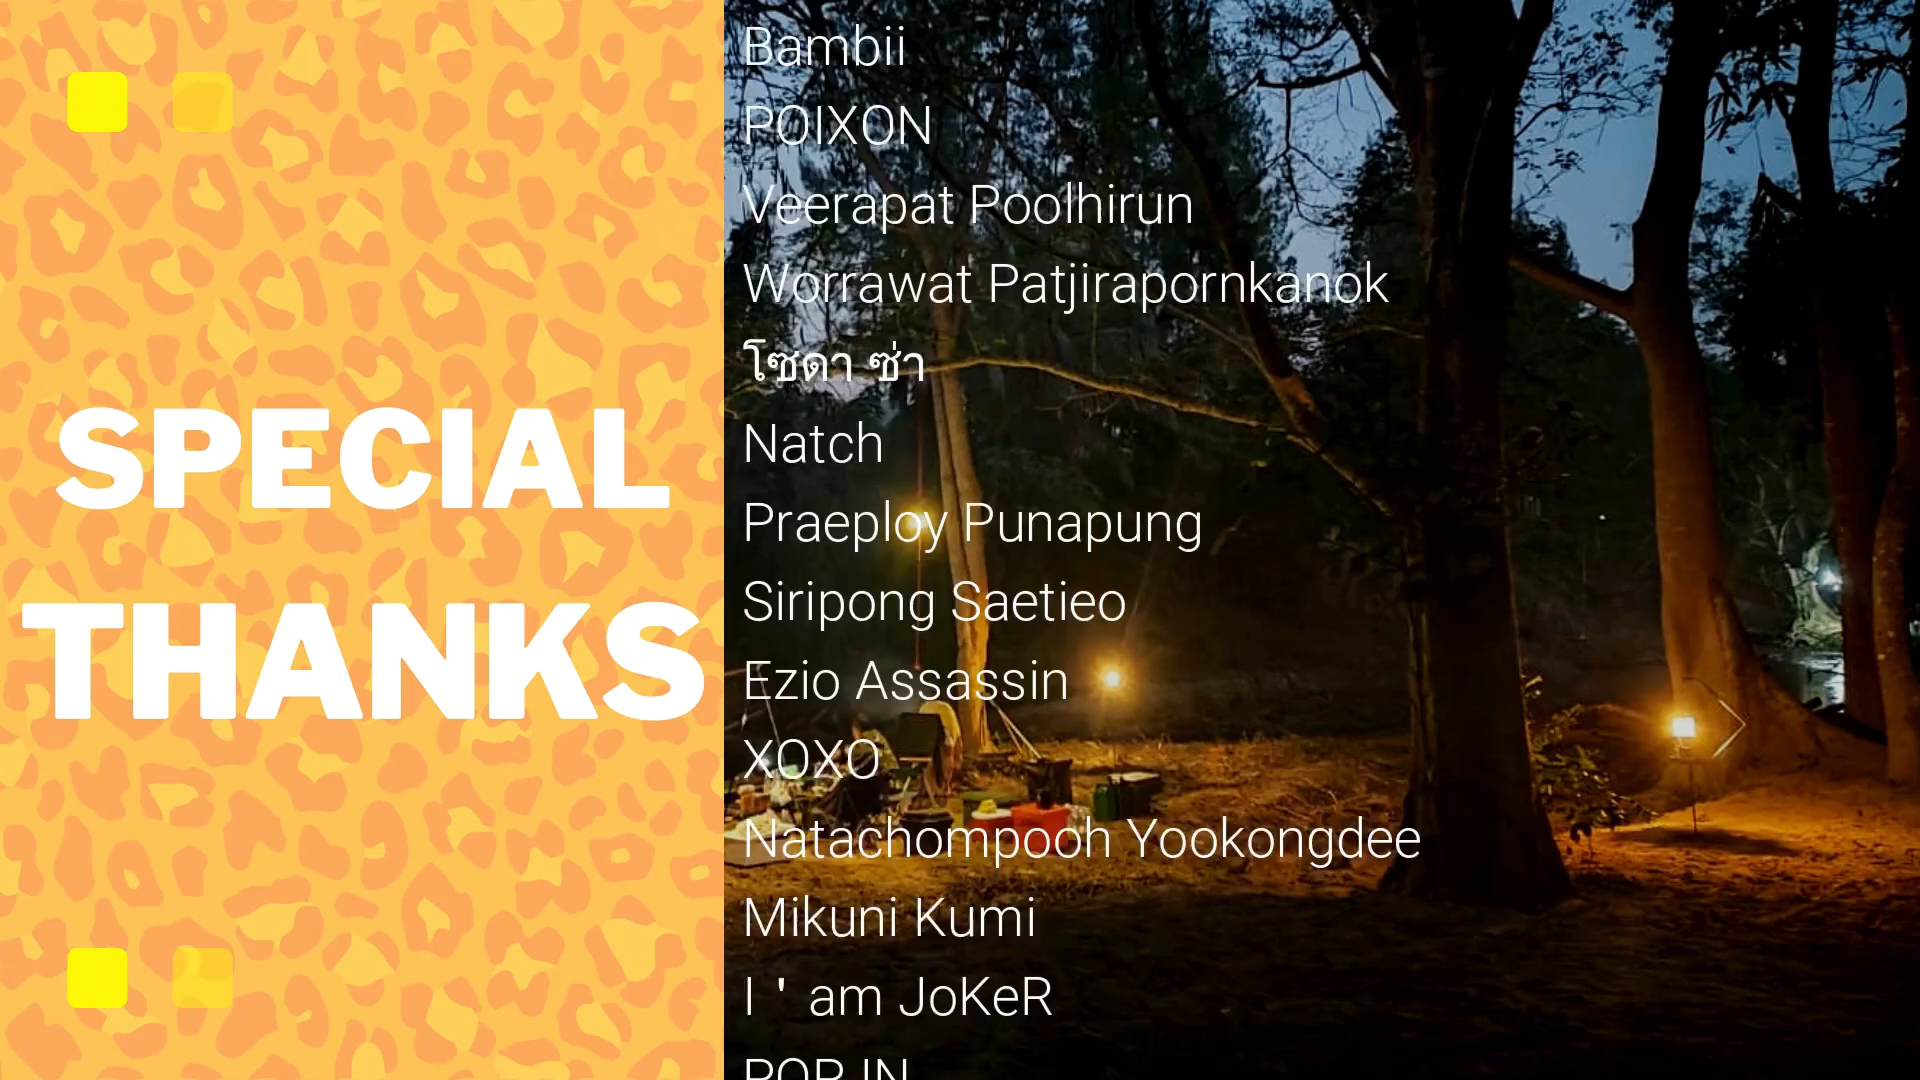 SPECIAL
THANKS
Bambii
POIXON
Veerapat Poolhirun
Worrawat Patjirapornkanok
โซดา ซ่า
Natch
Praeploy Punapung
Siripong Saetieo
Ezio Assassin
XOXO
Natachompooh Yookongdee
Mikuni Kumi
I ' am JoKeR